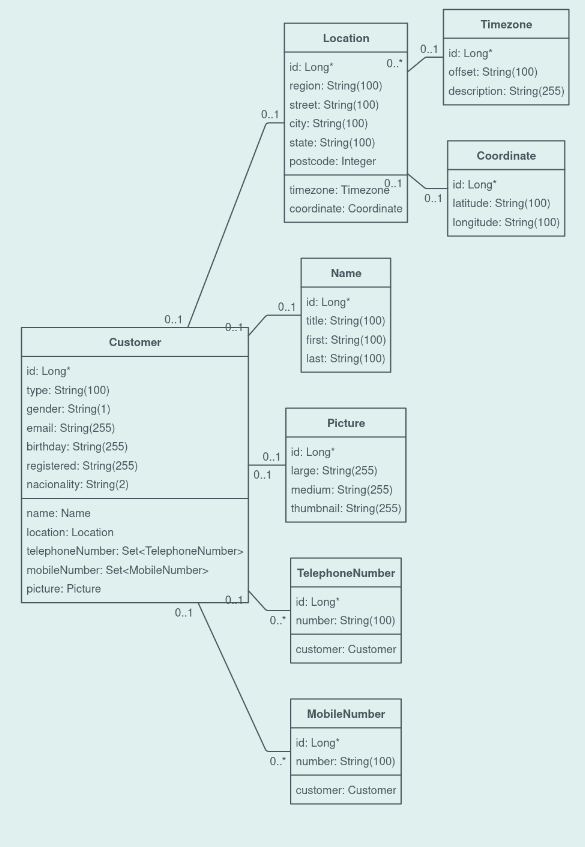 Timezone
id: Long*
offset: String(100)
description: String(255)
Location
id: Long*
region: String(100)
street: String(100)
city: String(100)
state: String(100)
postcode: Integer
timezone: Timezone
coordinate: Coordinate
0..*
0..1
0..1
0..1
0..1
Coordinate
id: Long*
latitude: String(100)
longitude: String(100)
Name
id: Long*
title: String(100)
first: String(100)
last: String(100)
0..1
0..1
0..1
Customer
id: Long*
type: String(100)
gender: String(1)
email: String(255)
birthday: String(255)
registered: String(255)
nacionality: String(2)
name: Name
location: Location
telephoneNumber: Set<TelephoneNumber>
mobileNumber: Set<MobileNumber>
picture: Picture
Picture
id: Long*
large: String(255)
medium: String(255)
thumbnail: String(255)
0..1
0..1
TelephoneNumber
id: Long*
number: String(100)
customer: Customer
0..1
0..*
0..1
MobileNumber
id: Long*
number: String(100)
customer: Customer
0..*